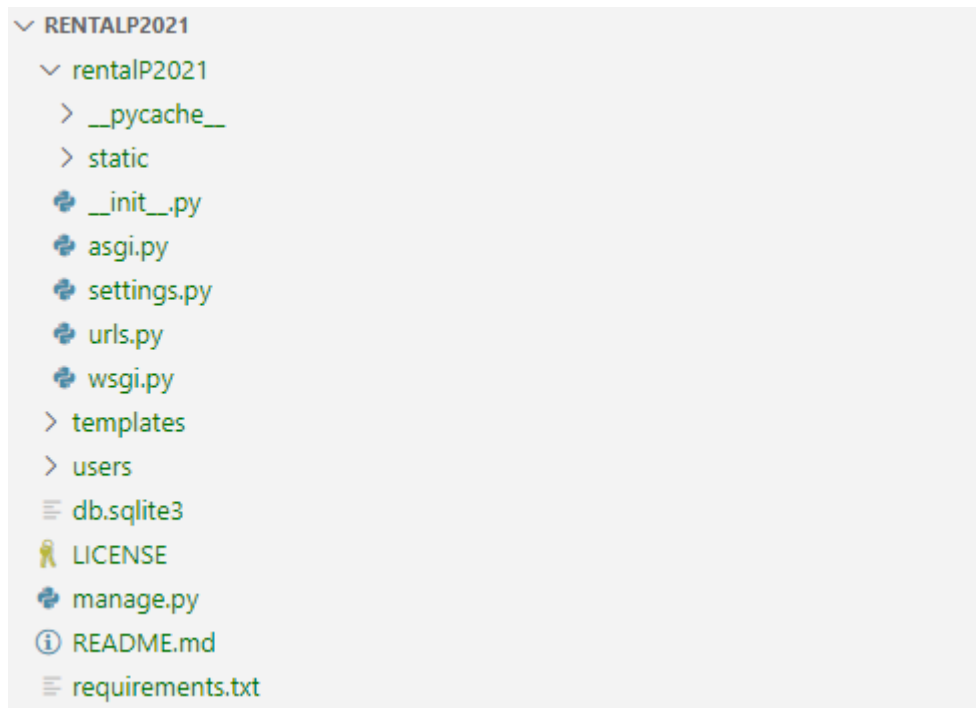 RENTALP2021
rentalP2021
__pycache__
static
__init__.py
asgi.py
settings.py
urls.py
wsgi.py
templates
users
db.sqlite3
LICENSE
manage.py
README.md
requirements.txt